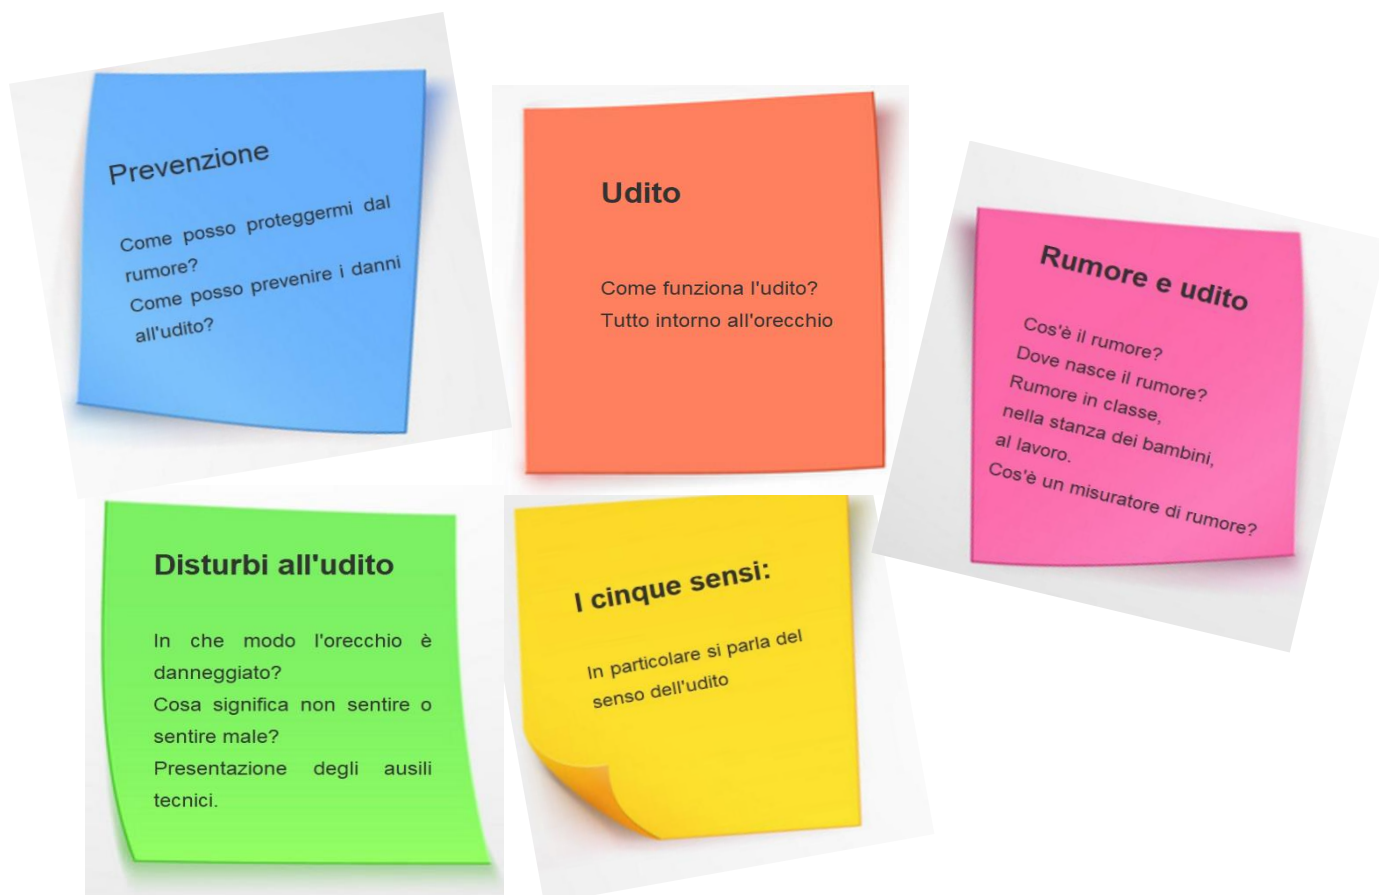 Prevenzione
Come posso proteggermi dal
rumore?
Come posso prevenire i danni
all'udito?
Udito
Come funziona l'udito?
Tutto intorno all'orecchio
Rumore e udito
Cos'è il rumore?
Dove nasce il rumore?
Rumore in classe,
nella stanza dei bambini,
al lavoro.
Cos'è un misuratore di rumore?
Disturbi all'udito
In che modo l'orecchio è
danneggiato?
Cosa significa non sentire o
sentire male?
Presentazione degli ausili
tecnici.
I cinque sensi:
In particolare si parla del
senso dell'udito